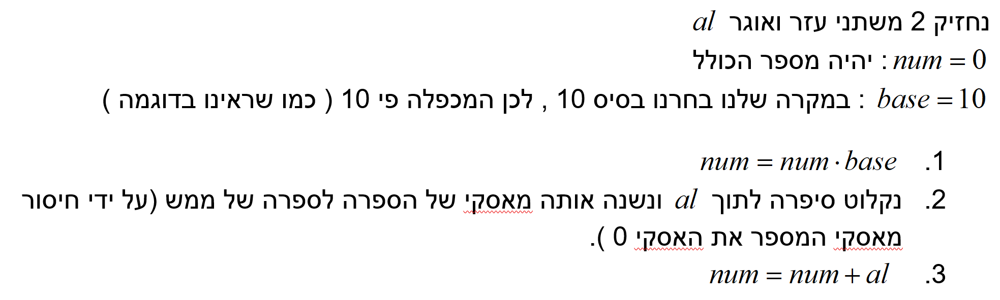 נחזיק 2 משתני עזר ואוגר al
num = 0 : יהיה מספר הכולל
base = 10 : במקרה שלנו בחרנו בסיס 10 , לכן המכפלה פי 10 ( כמו שראינו בדוגמה )
1. num = num · base
2. נקלוט סיפרה לתוך al ונשנה אותה מאסקי של הספרה לספרה של ממש (על ידי חיסור
מאסקי המספר את האסקי 0 ).
3. num = num + al